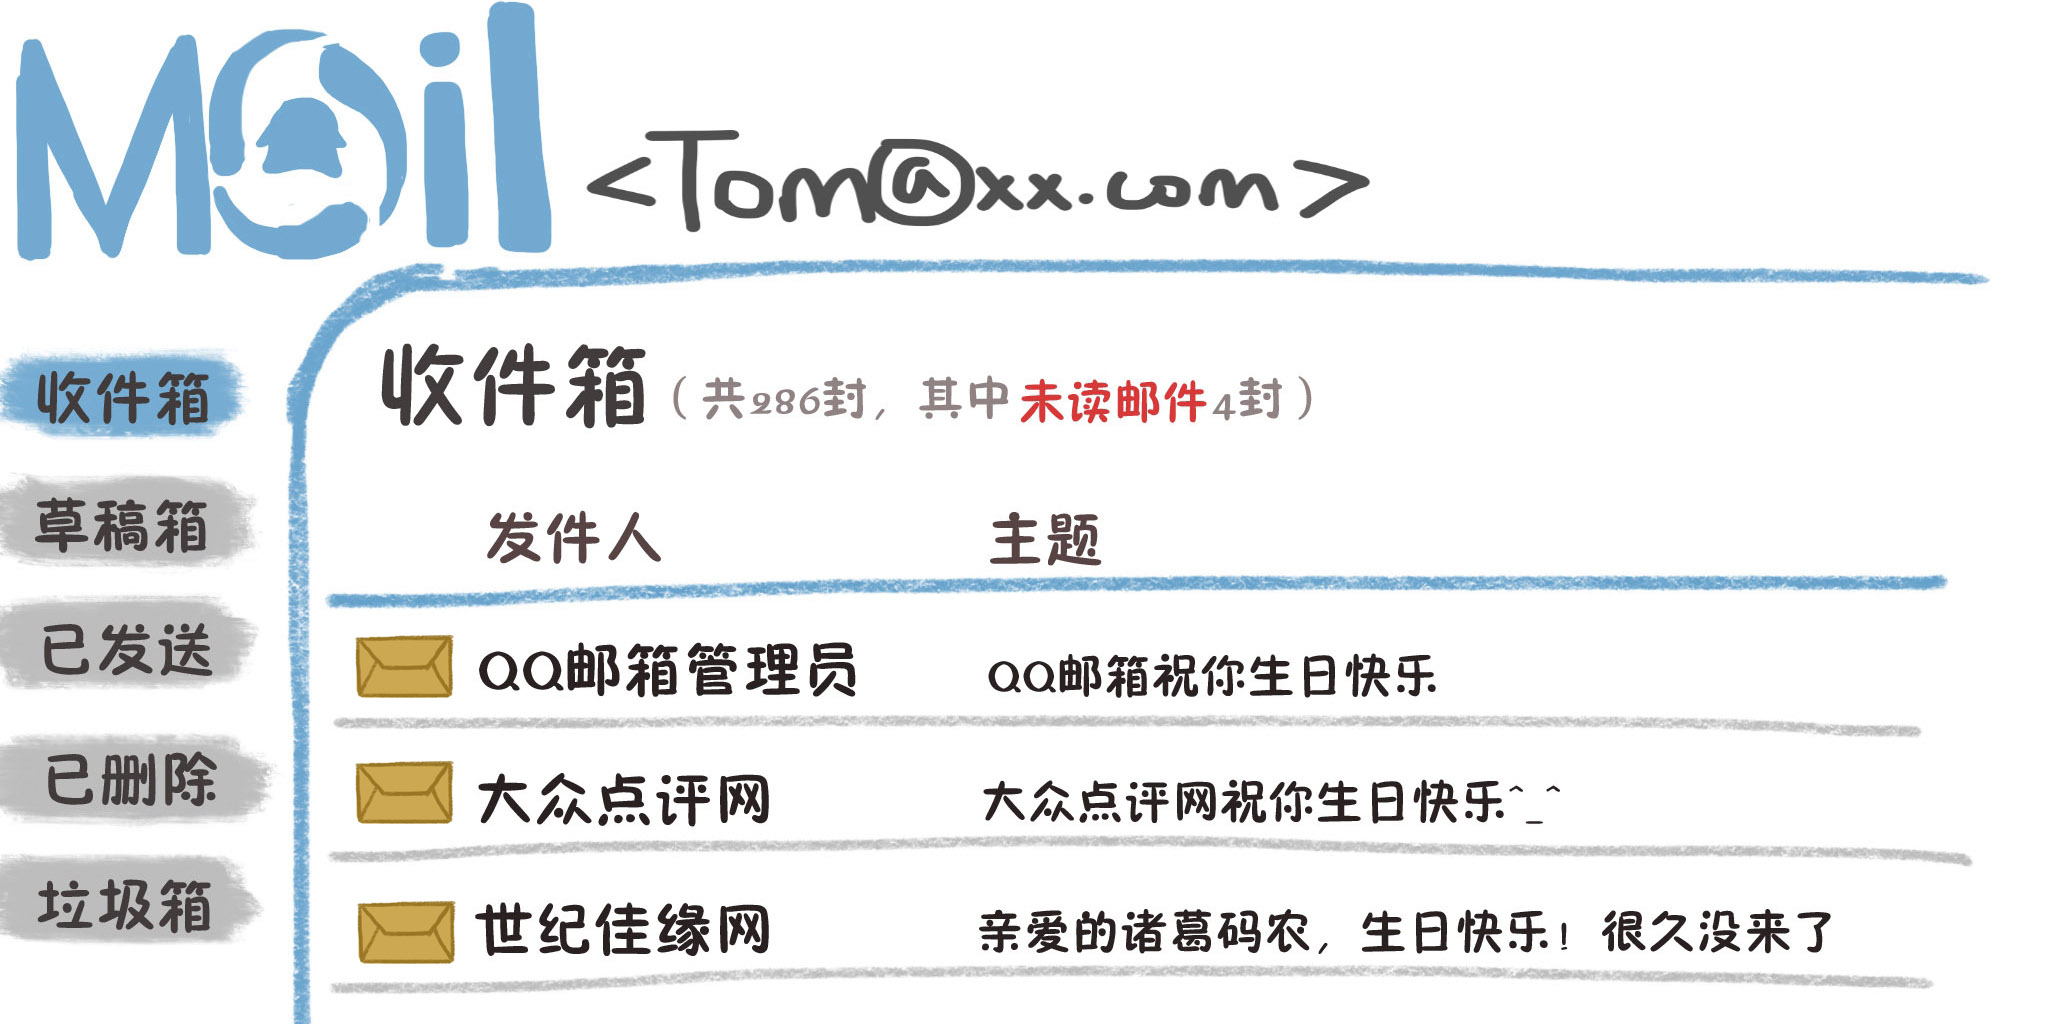 Mail <Tom@xx.com>
收件箱（共286封，其中未读邮件4封）
收件箱
草稿箱
已发送
已删除
垃圾箱
发件人 主题
QQ邮箱管理员 QQ邮箱祝你生日快乐
大众点评网 大众点评网祝你生日快乐^_^
世纪佳缘网 亲爱的诸葛码农，生日快乐！很久没来了